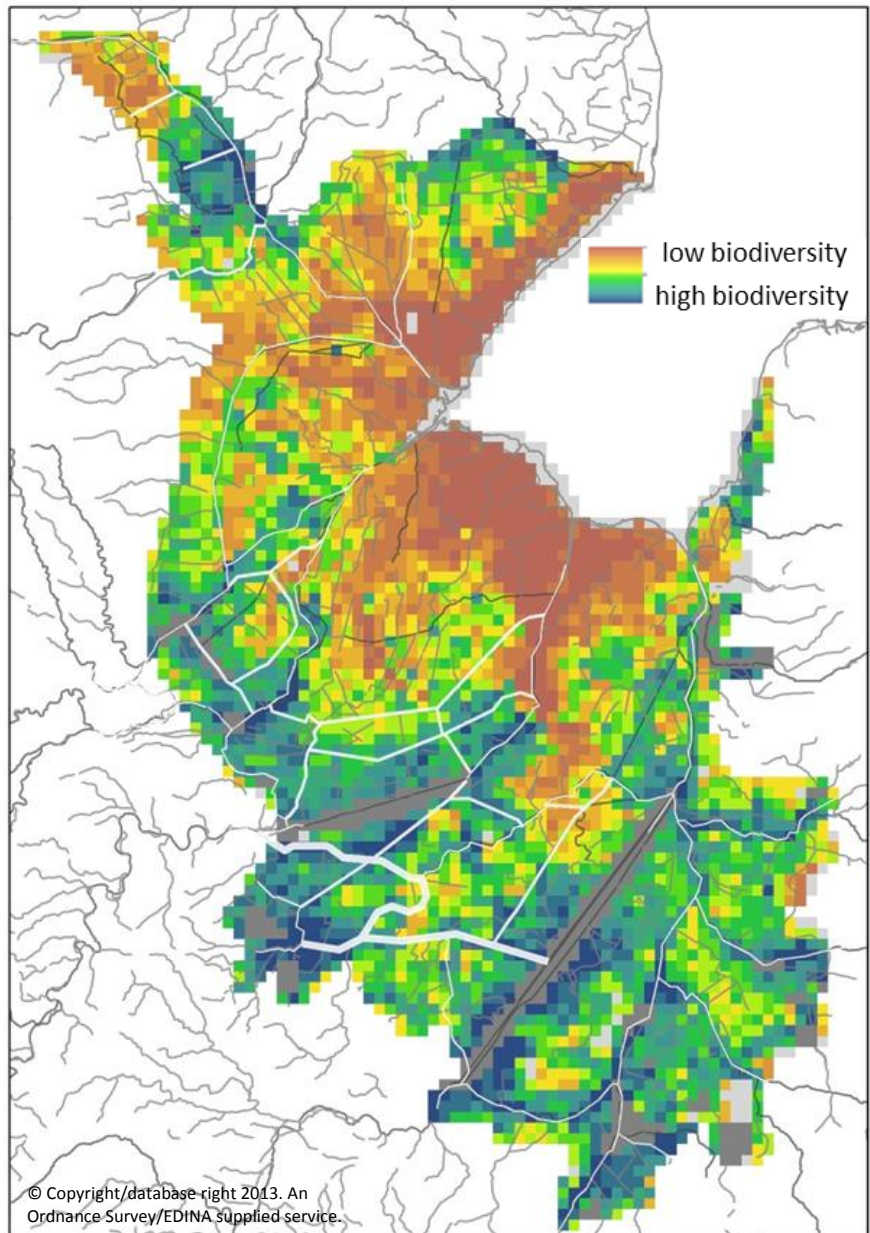 low biodiversity
high biodiversity
© Copyright/database right 2013. An
Ordnance Survey/EDINA supplied service.